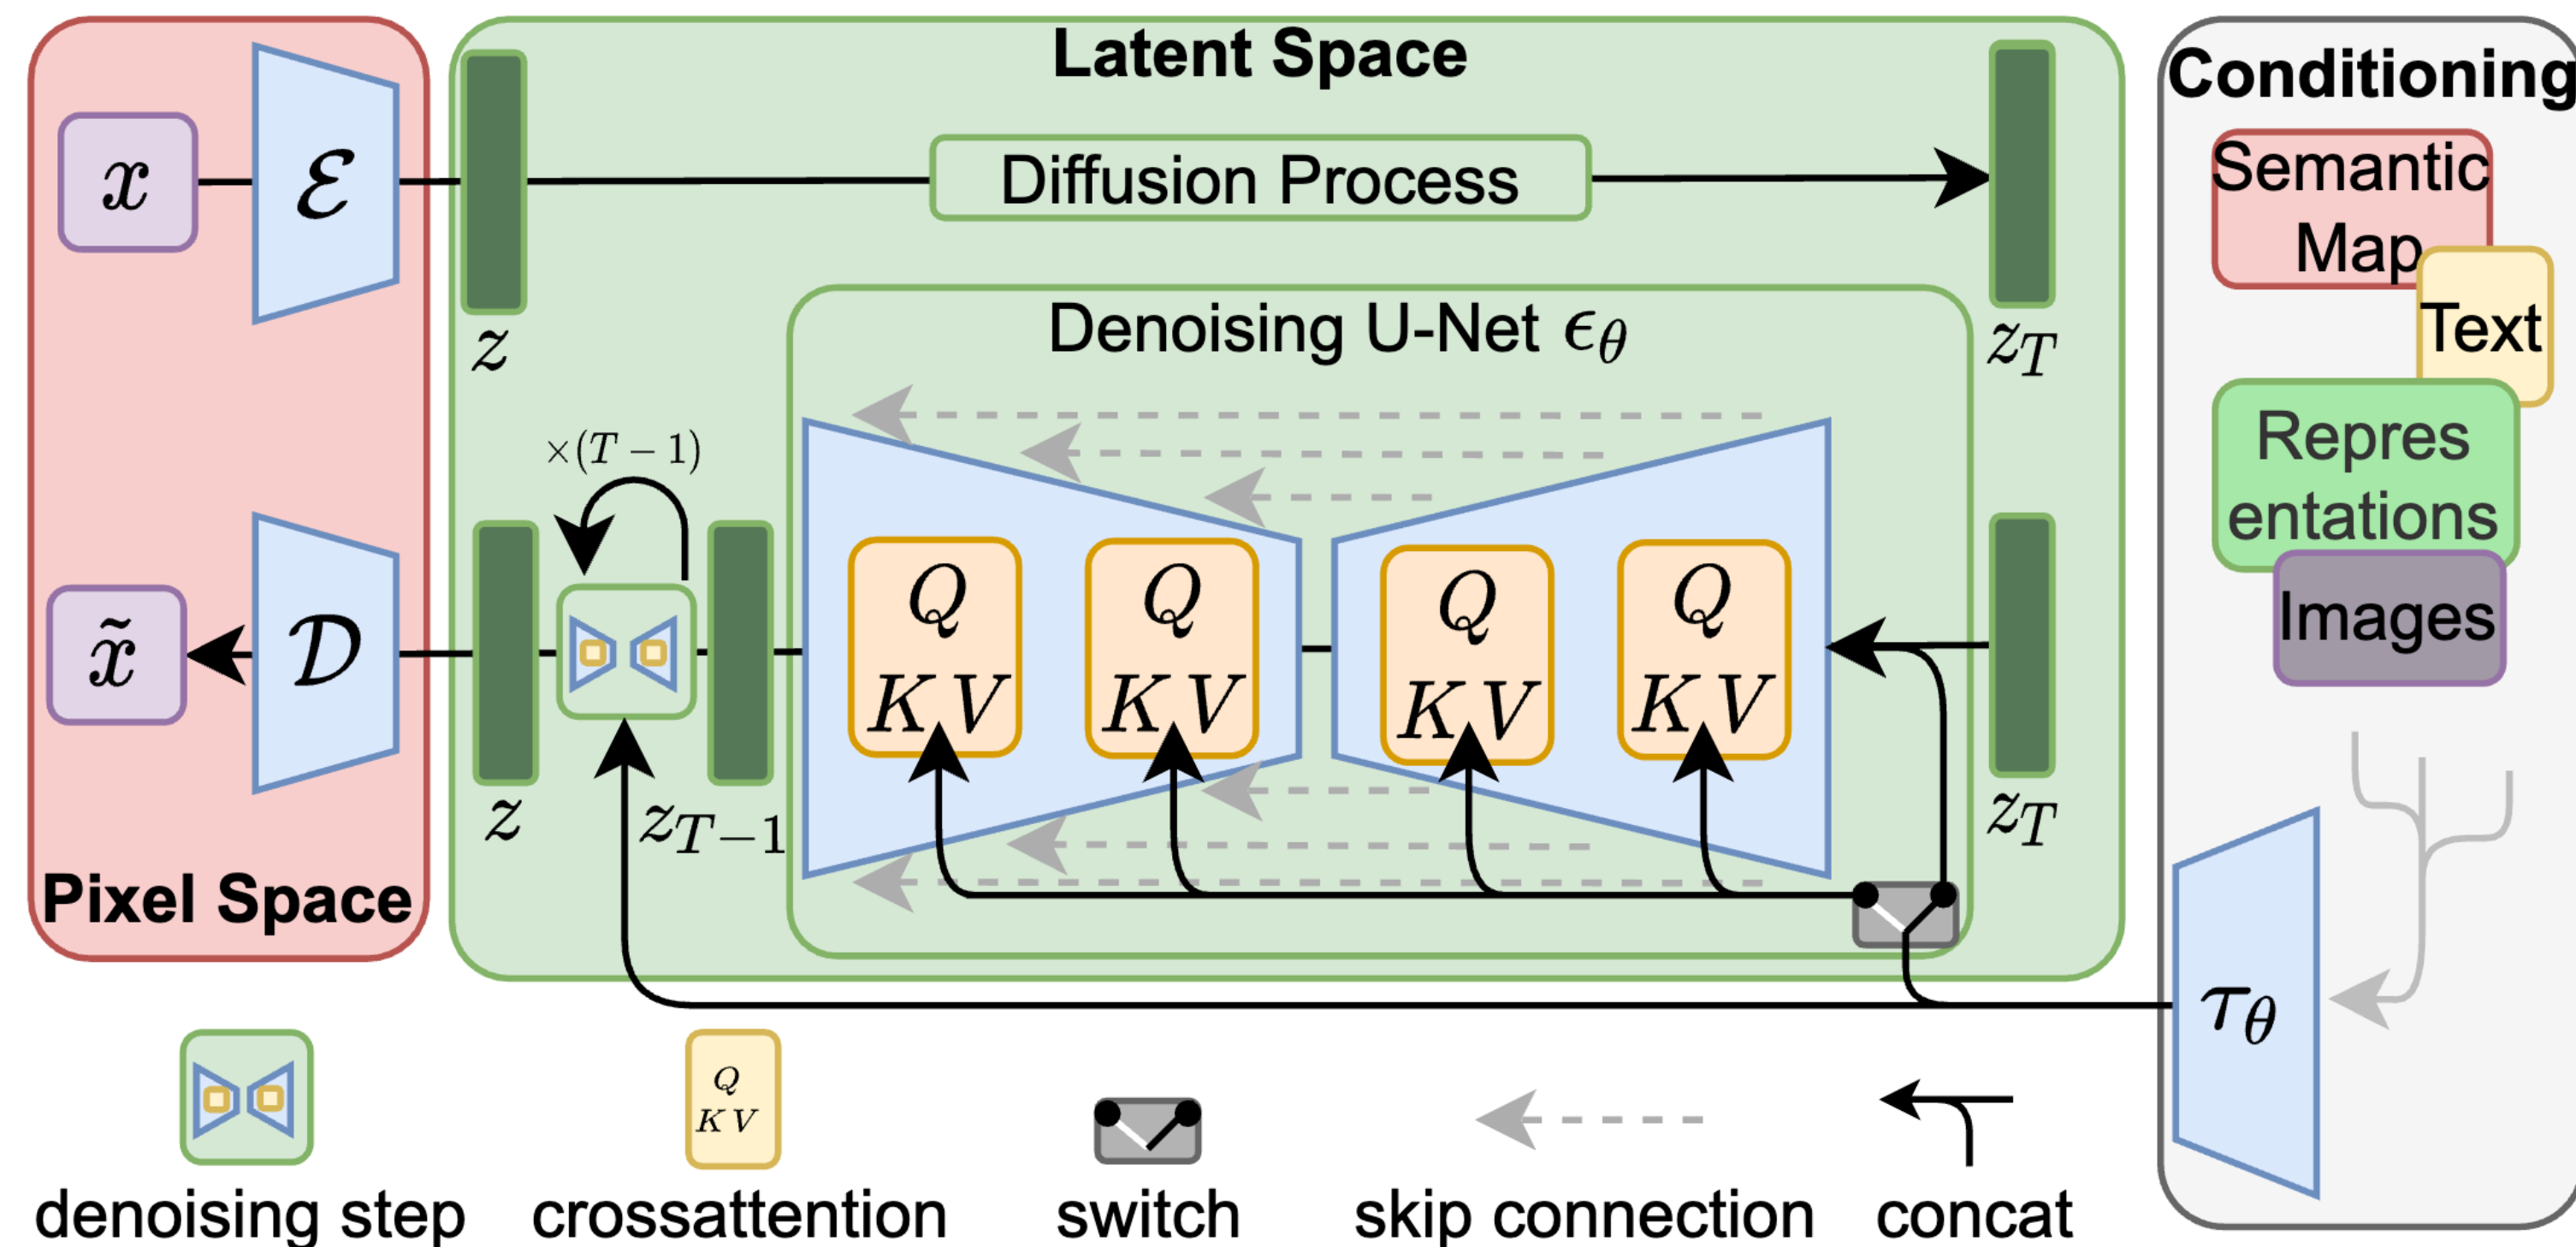 Latent Space
Conditioning
x
ℰ
Diffusion Process
z
z_T
Semantic
Map
Text
Repres
entations
Images
Denoising U-Net ϵ_θ
×(T − 1)
Q
K V
Q
K V
Q
K V
Q
K V
x̃
𝒟
z
z_{T−1}
z_T
Pixel Space
τ_θ
Q
K V
denoising step
crossattention
switch
skip connection
concat